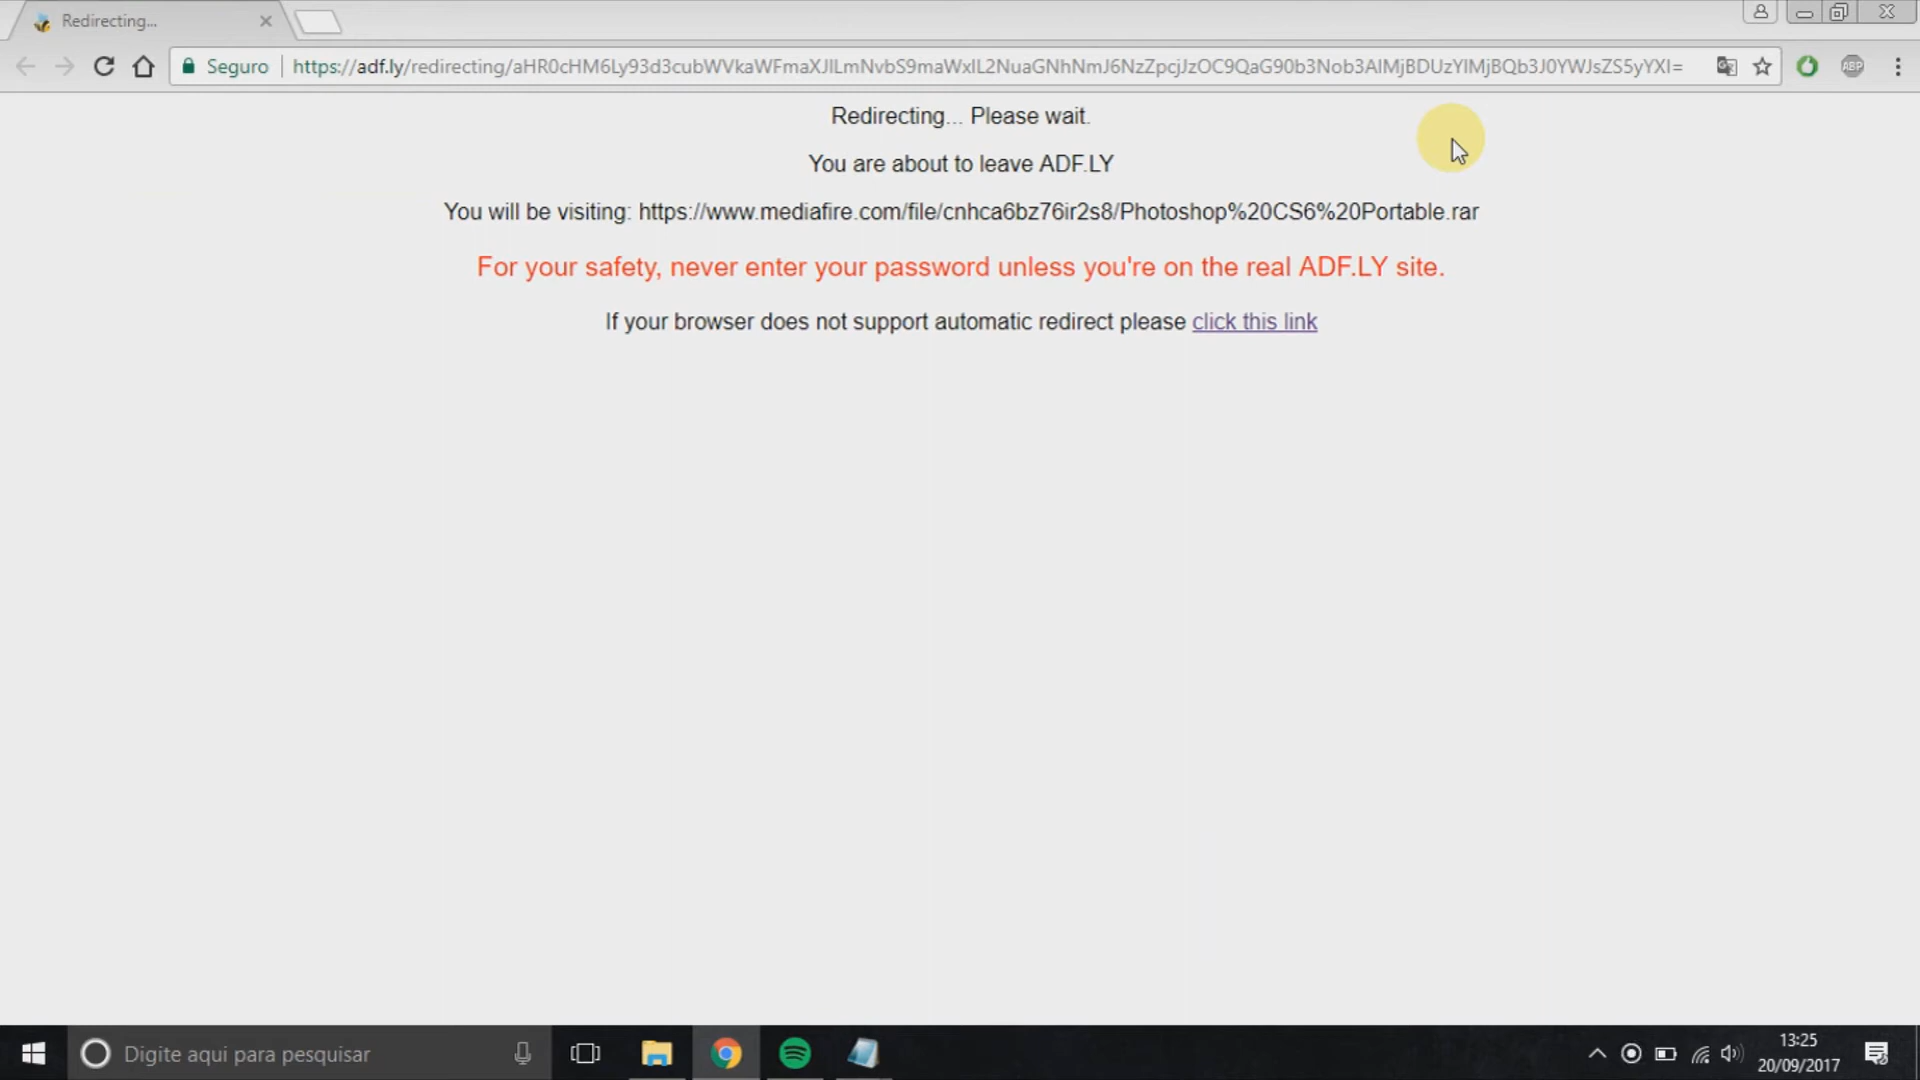 Redirecting...
Seguro
https://adf.ly/redirecting/aHR0cHM6Ly93d3cubWVkaWFmaXJlLmNvbS9maWxlL2NuaGNhNmJ6NzZpcjJzOC9QaG90b3Nob3AlMjBDUzYlMjBQb3J0YWJsZS5yYXI=
ABP
Redirecting... Please wait.
You are about to leave ADF.LY
You will be visiting: https://www.mediafire.com/file/cnhca6bz76ir2s8/Photoshop%20CS6%20Portable.rar
For your safety, never enter your password unless you're on the real ADF.LY site.
If your browser does not support automatic redirect please click this link
Digite aqui para pesquisar
13:25
20/09/2017